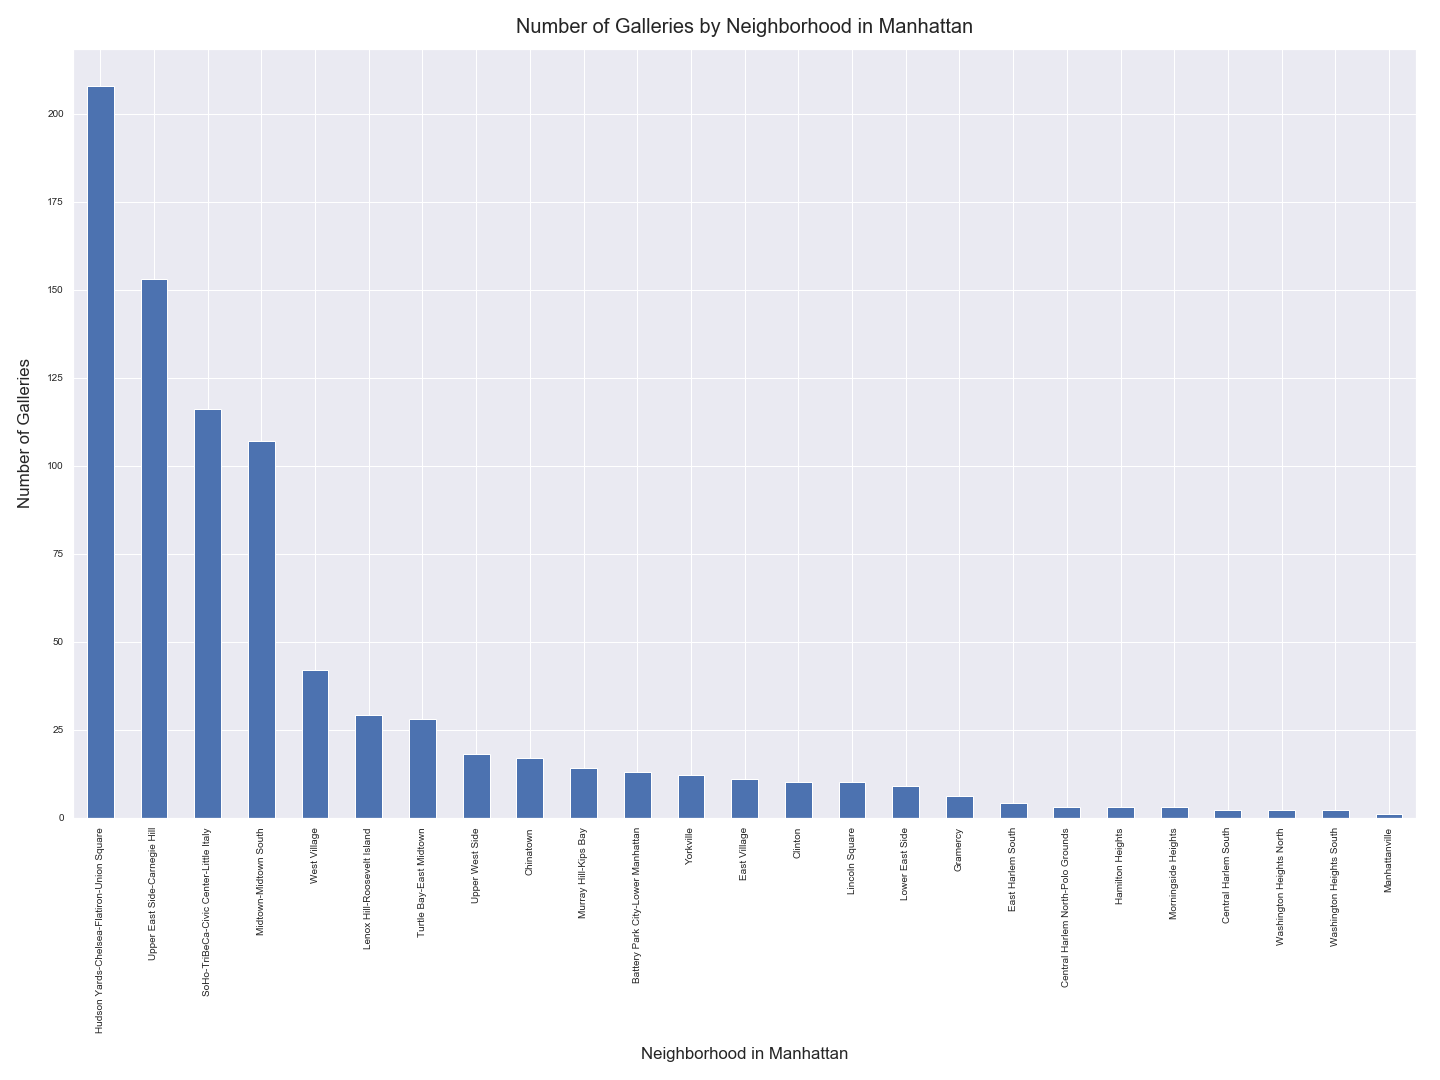 Number of Galleries by Neighborhood in Manhattan
Number of Galleries
200
175
150
125
100
75
50
25
0
Hudson Yards-Chelsea-Flatiron-Union Square
Upper East Side-Carnegie Hill
SoHo-TriBeCa-Civic Center-Little Italy
Midtown-Midtown South
West Village
Lenox Hill-Roosevelt Island
Turtle Bay-East Midtown
Upper West Side
Chinatown
Murray Hill-Kips Bay
Battery Park City-Lower Manhattan
Yorkville
East Village
Clinton
Lincoln Square
Lower East Side
Gramercy
East Harlem South
Central Harlem North-Polo Grounds
Hamilton Heights
Morningside Heights
Central Harlem South
Washington Heights North
Washington Heights South
Manhattanville
Neighborhood in Manhattan